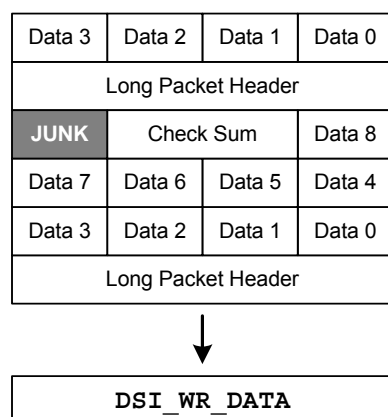 Data 3 Data 2 Data 1 Data 0
Long Packet Header
JUNK Check Sum Data 8
Data 7 Data 6 Data 5 Data 4
Data 3 Data 2 Data 1 Data 0
Long Packet Header
DSI_WR_DATA